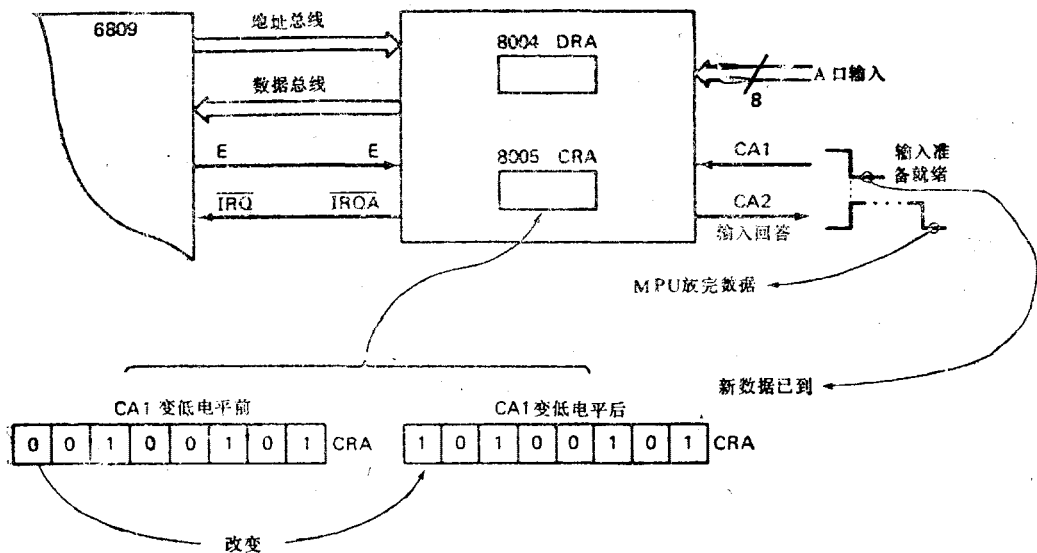 6809
地址总线
数据总线
E
E
IRQ
IRQA
8004 DRA
8005 CRA
A口输入
8
CA1
输入准
备就绪
CA2
输入回答
MPU放完数据
新数据已到
CA1变低电平前
0 0 1 0 0 1 0 1 CRA
CA1变低电平后
1 0 1 0 0 1 0 1 CRA
改变